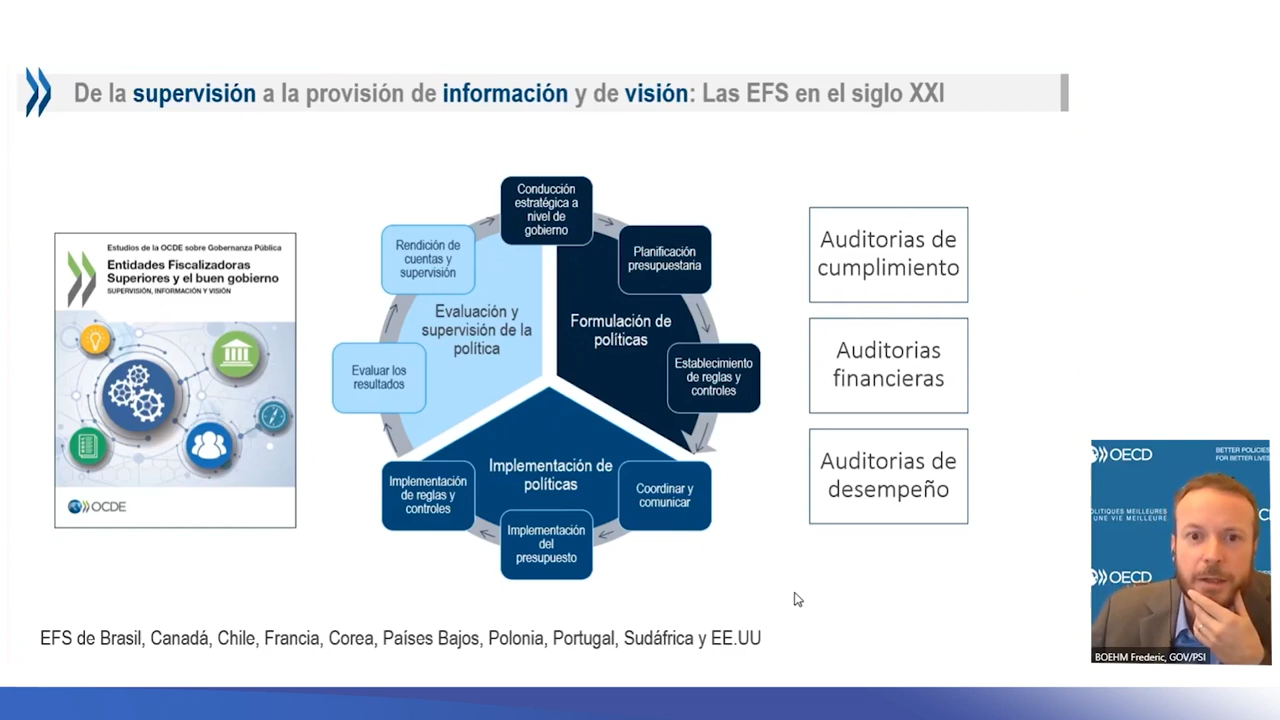 De la supervisión a la provisión de información y de visión: Las EFS en el siglo XXI
Estudios de la OCDE sobre Gobernanza Pública
Entidades Fiscalizadoras
Superiores y el buen gobierno
SUPERVISIÓN, INFORMACIÓN Y VISIÓN
OCDE
Conducción
estratégica a
nivel de
gobierno
Planificación
presupuestaria
Establecimiento
de reglas y
controles
Coordinar y
comunicar
Implementación
del
presupuesto
Implementación
de reglas y
controles
Evaluar los
resultados
Rendición de
cuentas y
supervisión
Evaluación y
supervisión de la
política
Formulación de
políticas
Implementación de
políticas
Auditorias de
cumplimiento
Auditorias
financieras
Auditorias de
desempeño
EFS de Brasil, Canadá, Chile, Francia, Corea, Países Bajos, Polonia, Portugal, Sudáfrica y EE.UU
OECD
BETTER POLICIES
FOR BETTER LIVES
POLITIQUES MEILLEURES
UNE VIE MEILLEURE
OECD
BOEHM Frederic, GOV/PSI